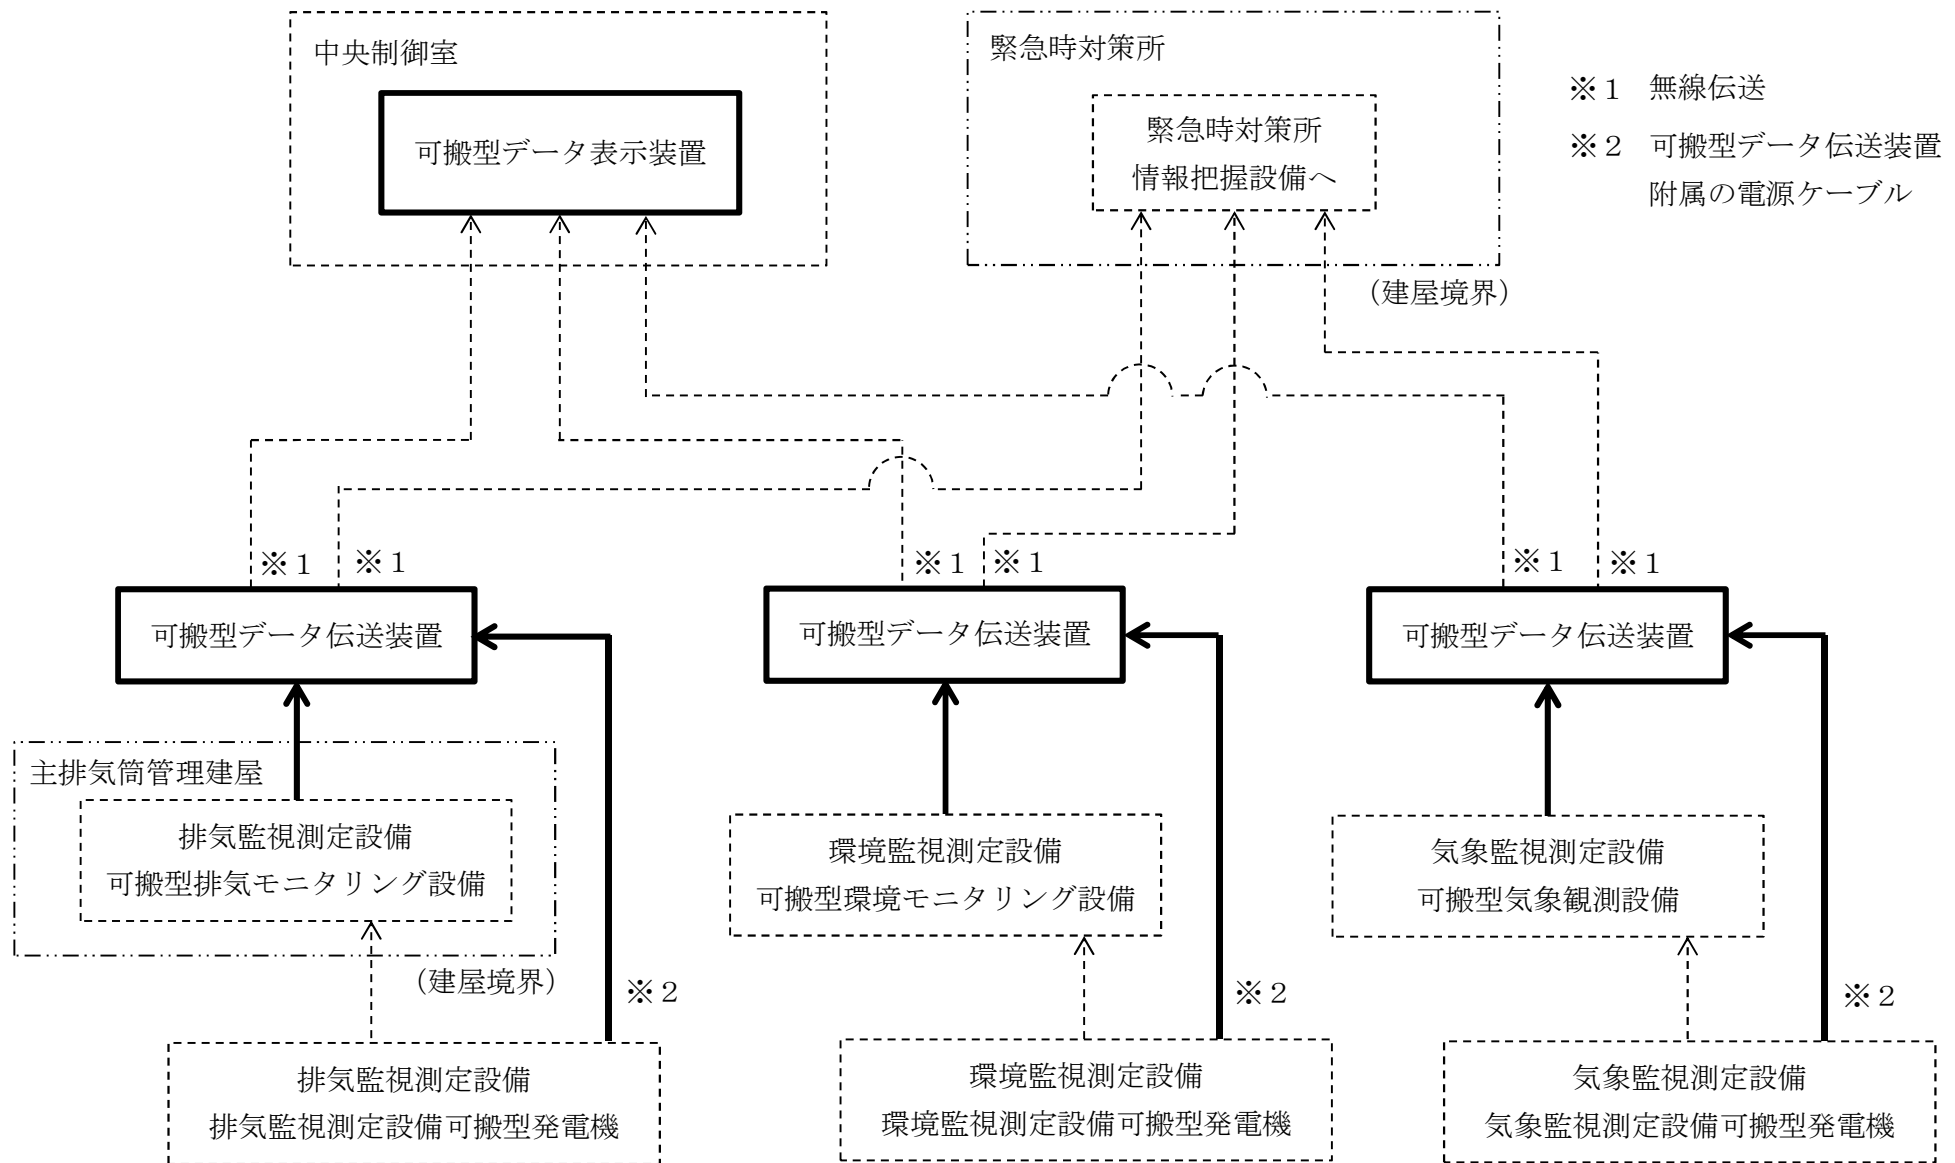 中央制御室
可搬型データ表示装置
緊急時対策所
緊急時対策所
情報把握設備へ
※１　無線伝送
※２　可搬型データ伝送装置
附属の電源ケーブル
（建屋境界）
※１
※１
※１
※１
※１
※１
可搬型データ伝送装置
可搬型データ伝送装置
可搬型データ伝送装置
主排気筒管理建屋
排気監視測定設備
可搬型排気モニタリング設備
環境監視測定設備
可搬型環境モニタリング設備
気象監視測定設備
可搬型気象観測設備
（建屋境界）
※２
※２
※２
排気監視測定設備
排気監視測定設備可搬型発電機
環境監視測定設備
環境監視測定設備可搬型発電機
気象監視測定設備
気象監視測定設備可搬型発電機